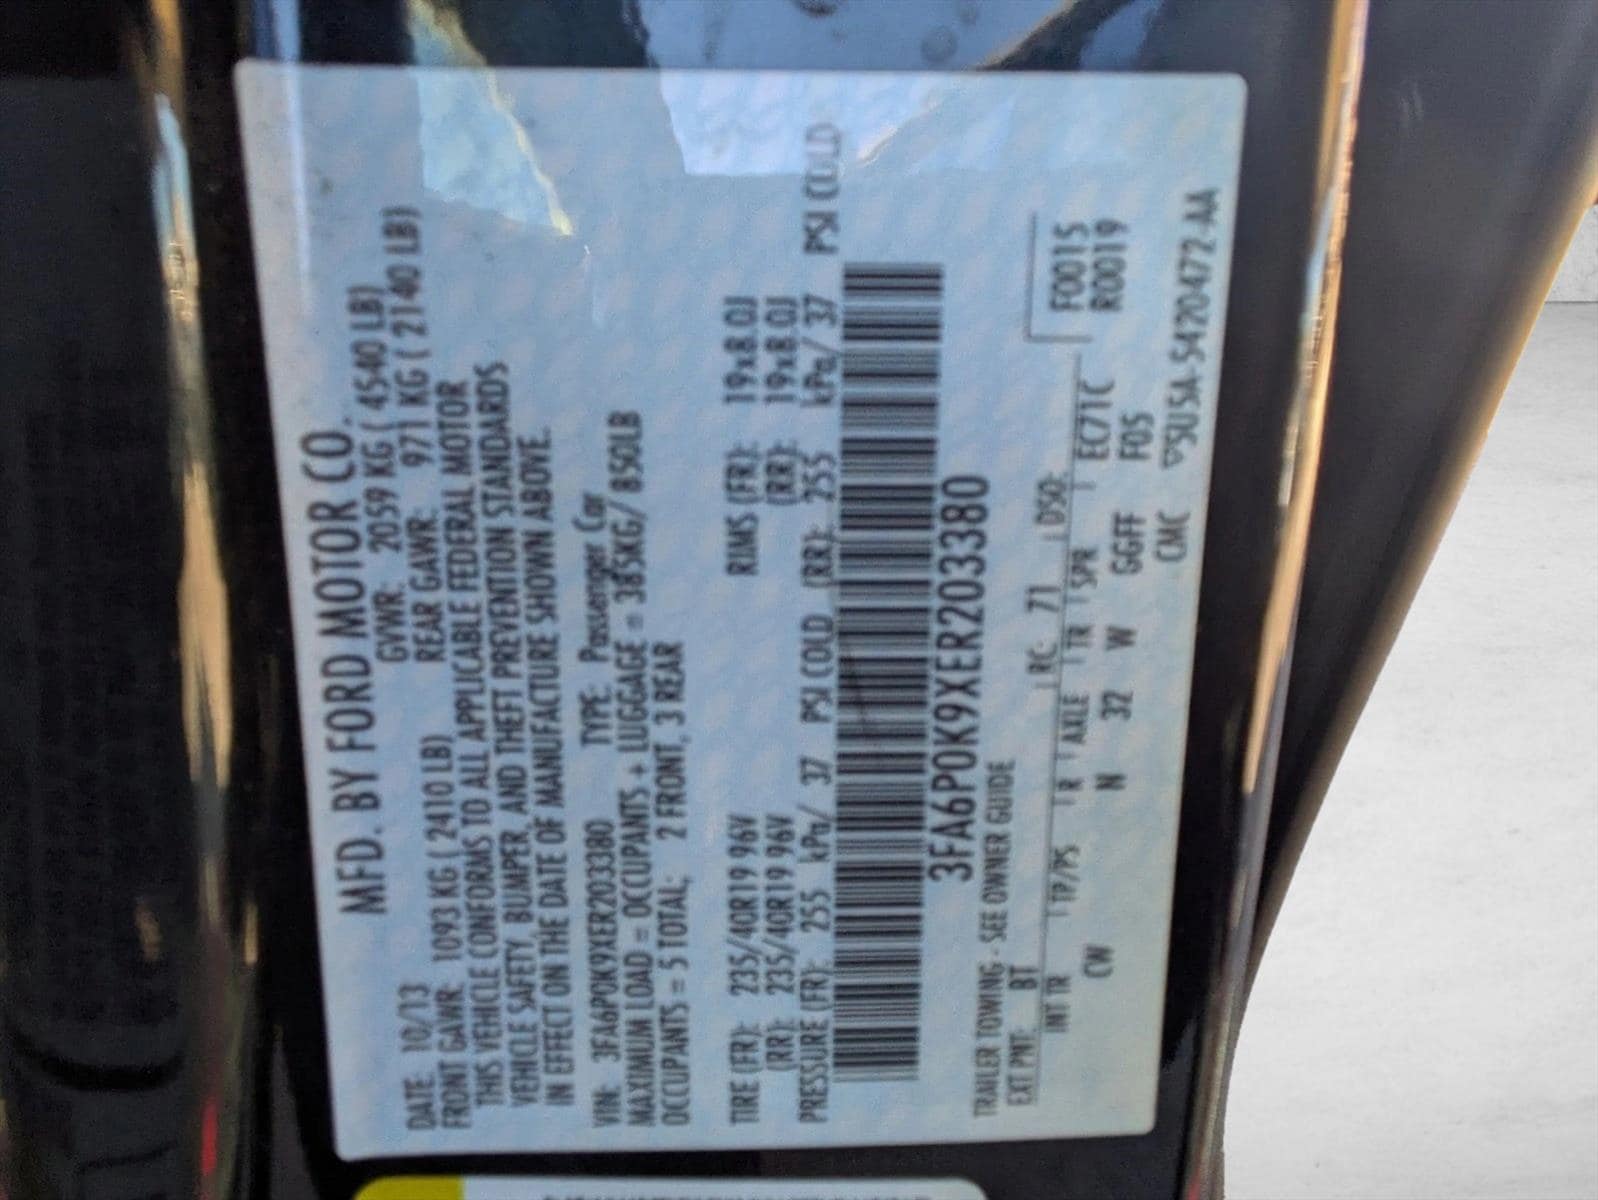 MFD. BY FORD MOTOR CO.
DATE: 10/13 GVWR: 2059 KG ( 4540 LB)
FRONT GAWR: 1093 KG ( 2410 LB) REAR GAWR: 971 KG ( 2140 LB)
THIS VEHICLE CONFORMS TO ALL APPLICABLE FEDERAL MOTOR
VEHICLE SAFETY, BUMPER, AND THEFT PREVENTION STANDARDS
IN EFFECT ON THE DATE OF MANUFACTURE SHOWN ABOVE.
VIN: 3FA6P0K9XER203380 TYPE: Passenger Car
MAXIMUM LOAD = OCCUPANTS + LUGGAGE = 385KG/ 850LB
OCCUPANTS = 5 TOTAL; 2 FRONT, 3 REAR
TIRE (FR): 235/40R19 96V RIMS (FR): 19x8.0J
(RR): 235/40R19 96V (RR): 19x8.0J
PRESSURE (FR): 255 kPa/ 37 PSI COLD (RR): 255 kPa/ 37 PSI COLD
3FA6P0K9XER203380
TRAILER TOWING - SEE OWNER GUIDE
EXT PNT: BT RC: 71 DSO: F0015
INT TR TP/PS R AXLE TR SPR EC71C R0019
CW N 32 W GGFF F05
CMC 5U5A-5420472-AA